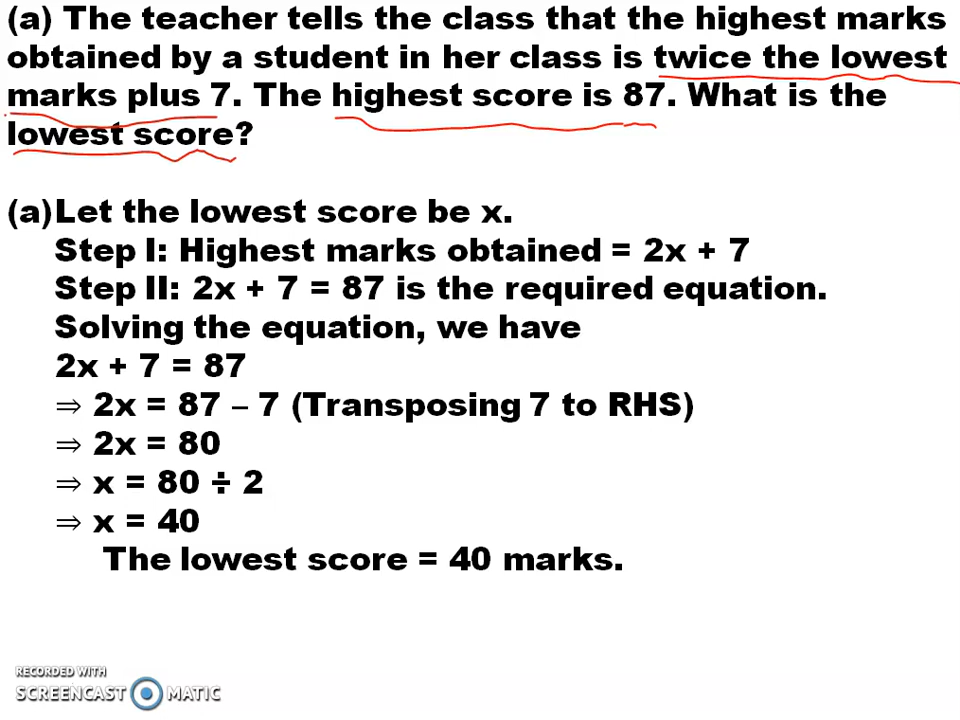 (a) The teacher tells the class that the highest marks
obtained by a student in her class is twice the lowest
marks plus 7. The highest score is 87. What is the
lowest score?
(a)Let the lowest score be x.
Step I: Highest marks obtained = 2x + 7
Step II: 2x + 7 = 87 is the required equation.
Solving the equation, we have
2x + 7 = 87
⇒ 2x = 87 – 7 (Transposing 7 to RHS)
⇒ 2x = 80
⇒ x = 80 ÷ 2
⇒ x = 40
The lowest score = 40 marks.
RECORDED WITH
SCREENCAST MATIC